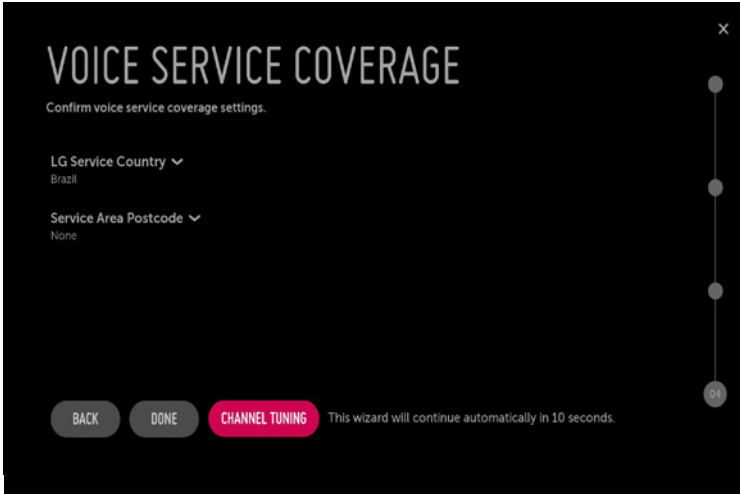 VOICE SERVICE COVERAGE
Confirm voice service coverage settings.
LG Service Country
Brazil
Service Area Postcode
None
04
BACK DONE CHANNEL TUNING This wizard will continue automatically in 10 seconds.